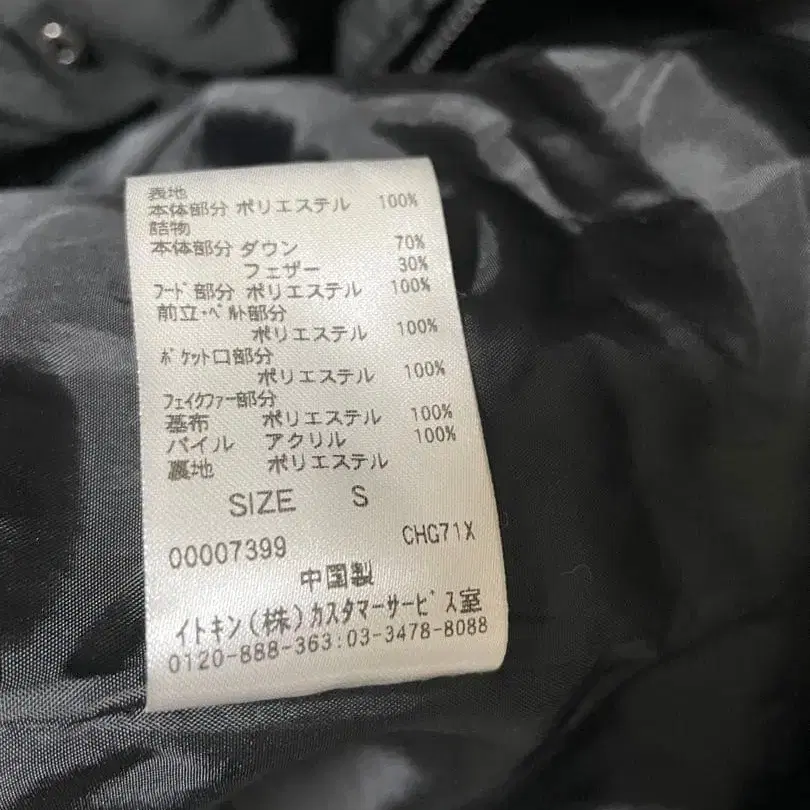 表地
本体部分 ポリエステル 100%
詰物
本体部分 ダウン 70%
フェザー 30%
フード部分 ポリエステル 100%
前立・ベルト部分
ポリエステル 100%
ポケット口部分
ポリエステル 100%
フェイクファー部分
基布 ポリエステル 100%
パイル アクリル 100%
裏地 ポリエステル
SIZE S
00007399 CHG71X
中国製
イトキン(株)カスタマーサービス室
0120-888-363:03-3478-8088